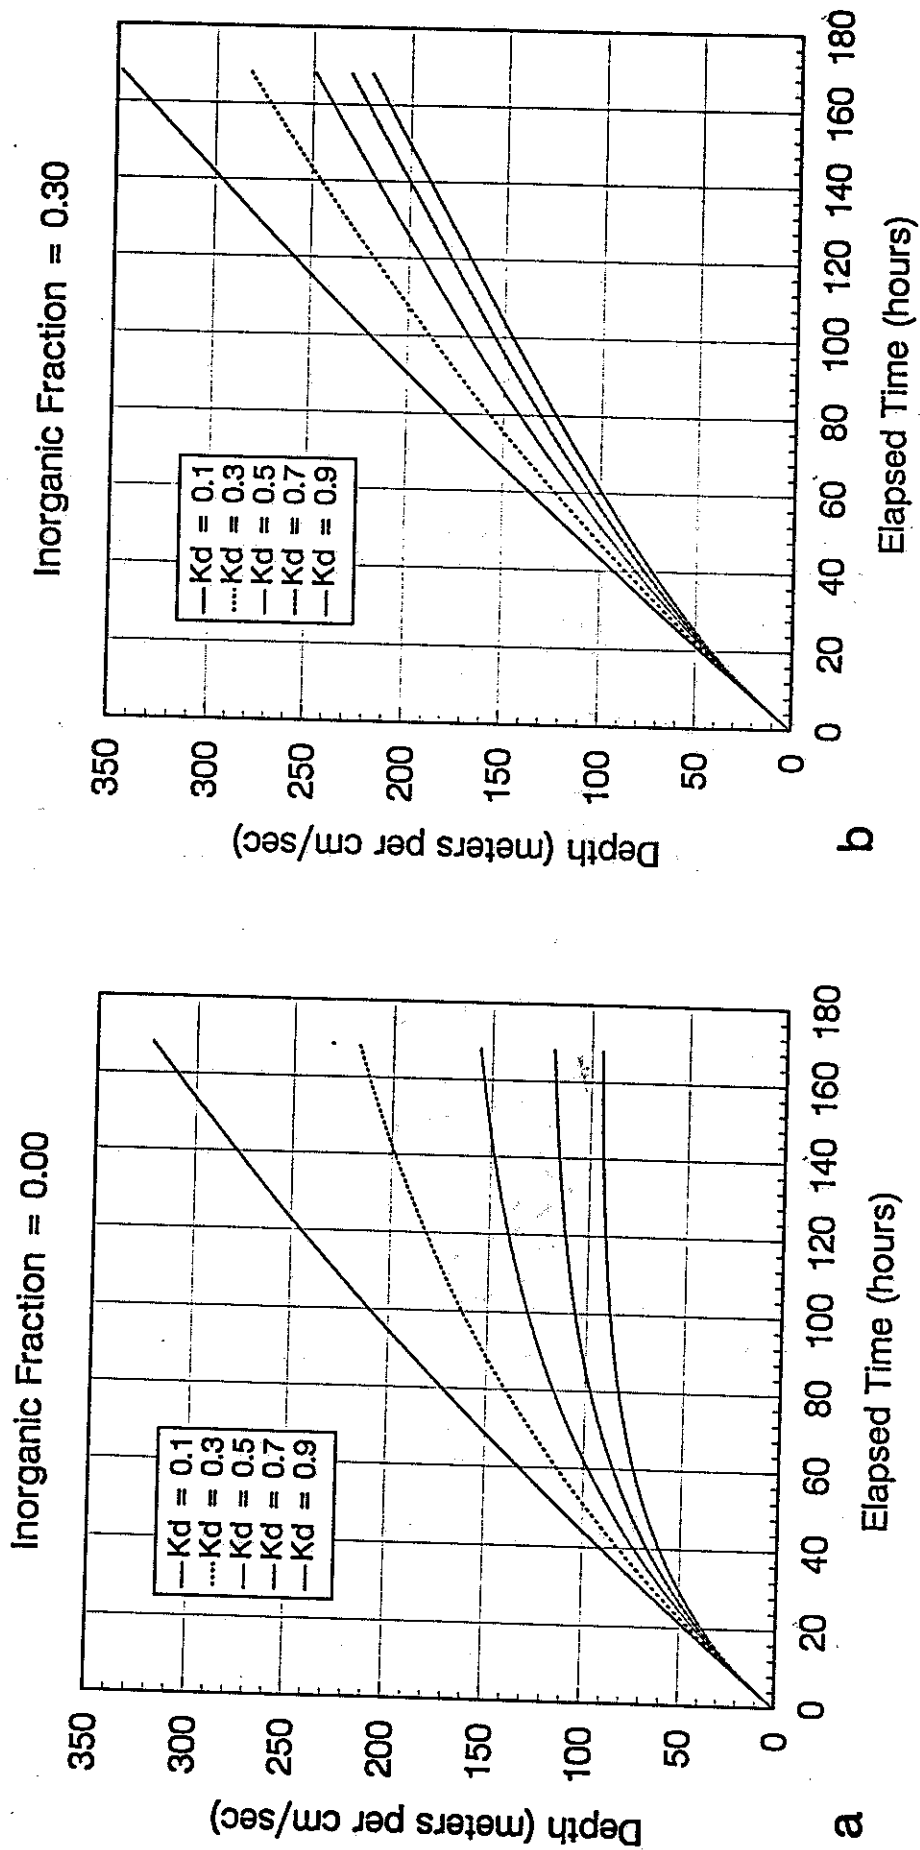 Inorganic Fraction = 0.00
350
300
250
200
150
100
50
0
Depth (meters per cm/sec)
Kd = 0.1
Kd = 0.3
Kd = 0.5
Kd = 0.7
Kd = 0.9
0 20 40 60 80 100 120 140 160 180
Elapsed Time (hours)
a
Inorganic Fraction = 0.30
350
300
250
200
150
100
50
0
Depth (meters per cm/sec)
Kd = 0.1
Kd = 0.3
Kd = 0.5
Kd = 0.7
Kd = 0.9
0 20 40 60 80 100 120 140 160 180
Elapsed Time (hours)
b